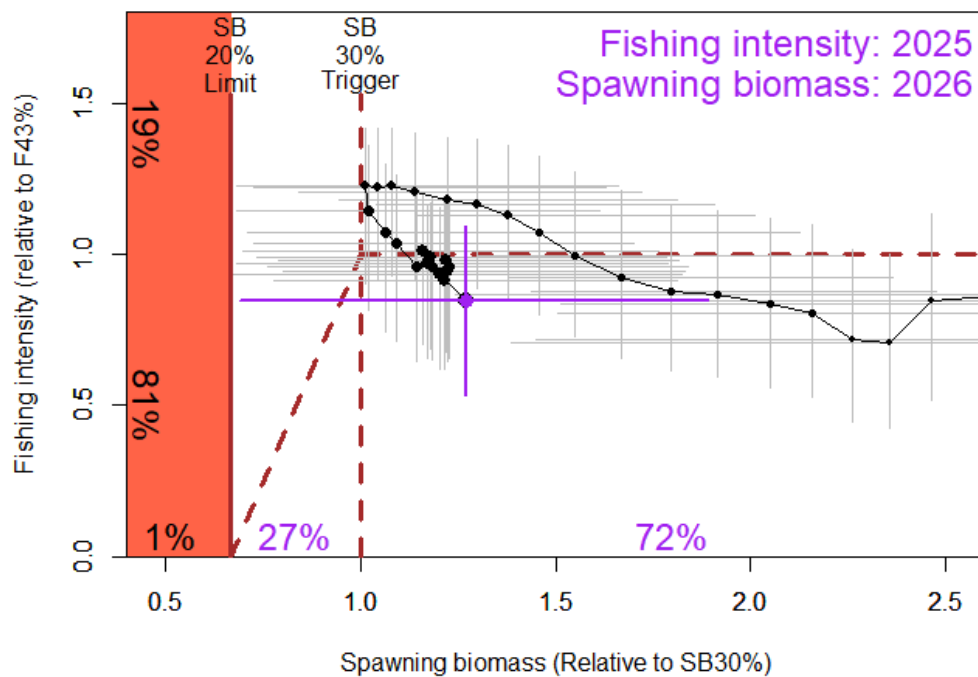 SB
20%
Limit
SB
30%
Trigger
Fishing intensity: 2025
Spawning biomass: 2026
Fishing intensity (relative to F43%)
1.5
1.0
0.5
0.0
19%
81%
1%
27%
72%
0.5
1.0
1.5
2.0
2.5
Spawning biomass (Relative to SB30%)